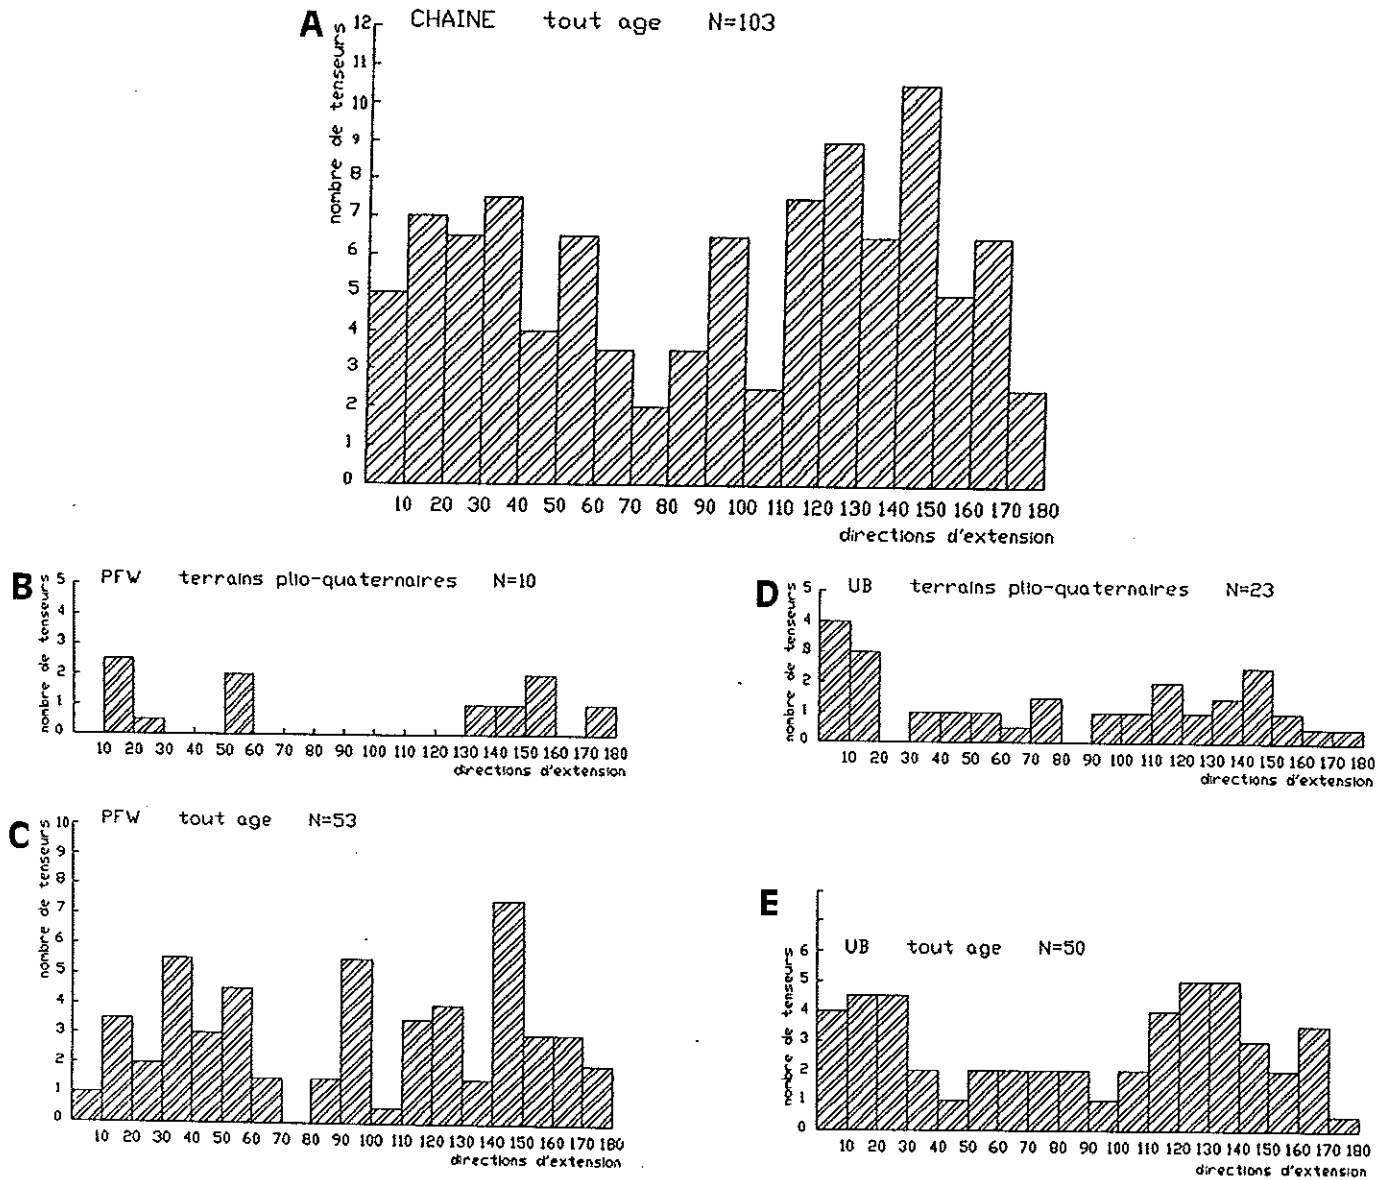 A CHAINE tout age N=103
nombre de tenseurs
12
11
10
9
8
7
6
5
4
3
2
1
0
10 20 30 40 50 60 70 80 90 100 110 120 130 140 150 160 170 180
directions d'extension
B PFW terrains plio-quaternaires N=10
nombre de tenseurs
5
4
3
2
1
0
10 20 30 40 50 60 70 80 90 100 110 120 130 140 150 160 170 180
directions d'extension
D UB terrains plio-quaternaires N=23
nombre de tenseurs
5
4
3
2
1
0
10 20 30 40 50 60 70 80 90 100 110 120 130 140 150 160 170 180
directions d'extension
C PFW tout age N=53
nombre de tenseurs
10
9
8
7
6
5
4
3
2
1
0
10 20 30 40 50 60 70 80 90 100 110 120 130 140 150 160 170 180
directions d'extension
E
UB tout age N=50
nombre de tenseurs
6
5
4
3
2
1
0
10 20 30 40 50 60 70 80 90 100 110 120 130 140 150 160 170 180
directions d'extension